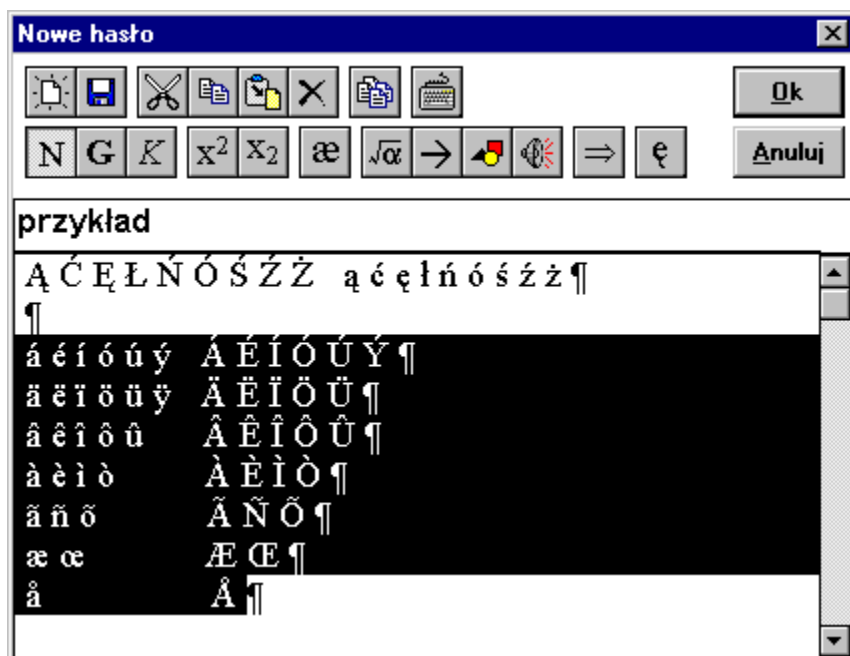 Nowe hasło
Ok
N G K x² x₂ æ √α → ⇒ ę Anuluj
przykład
Ą Ć Ę Ł Ń Ó Ś Ź Ż ą ć ę ł ń ó ś ź ż ¶
¶
á é í ó ú ý Á É Í Ó Ú Ý ¶
ä ë ï ö ü ÿ Ä Ë Ï Ö Ü ¶
â ê î ô û Â Ê Î Ô Û ¶
à è ì ò À È Ì Ò ¶
ã ñ õ Ã Ñ Õ ¶
æ œ Æ Œ ¶
å Å ¶